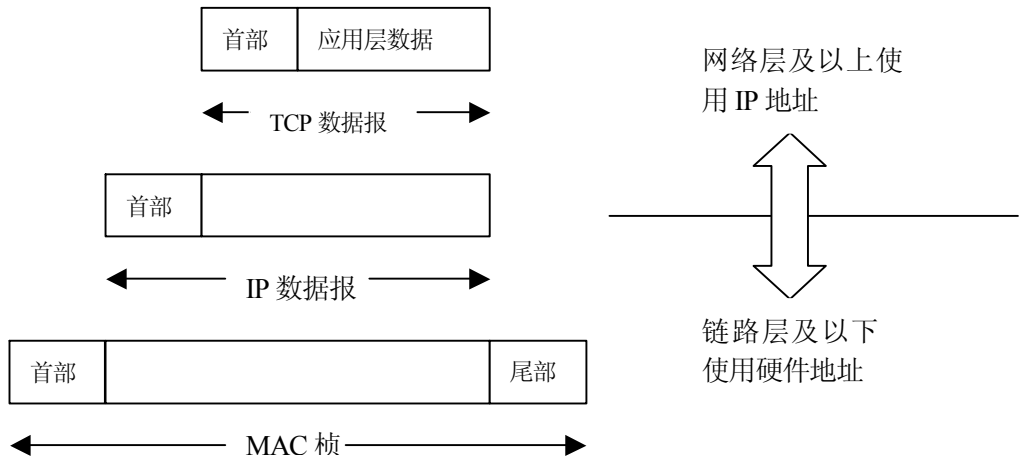 首部 应用层数据
TCP 数据报
首部
IP 数据报
首部 尾部
MAC 桢
网络层及以上使
用 IP 地址
链路层及以下
使用硬件地址